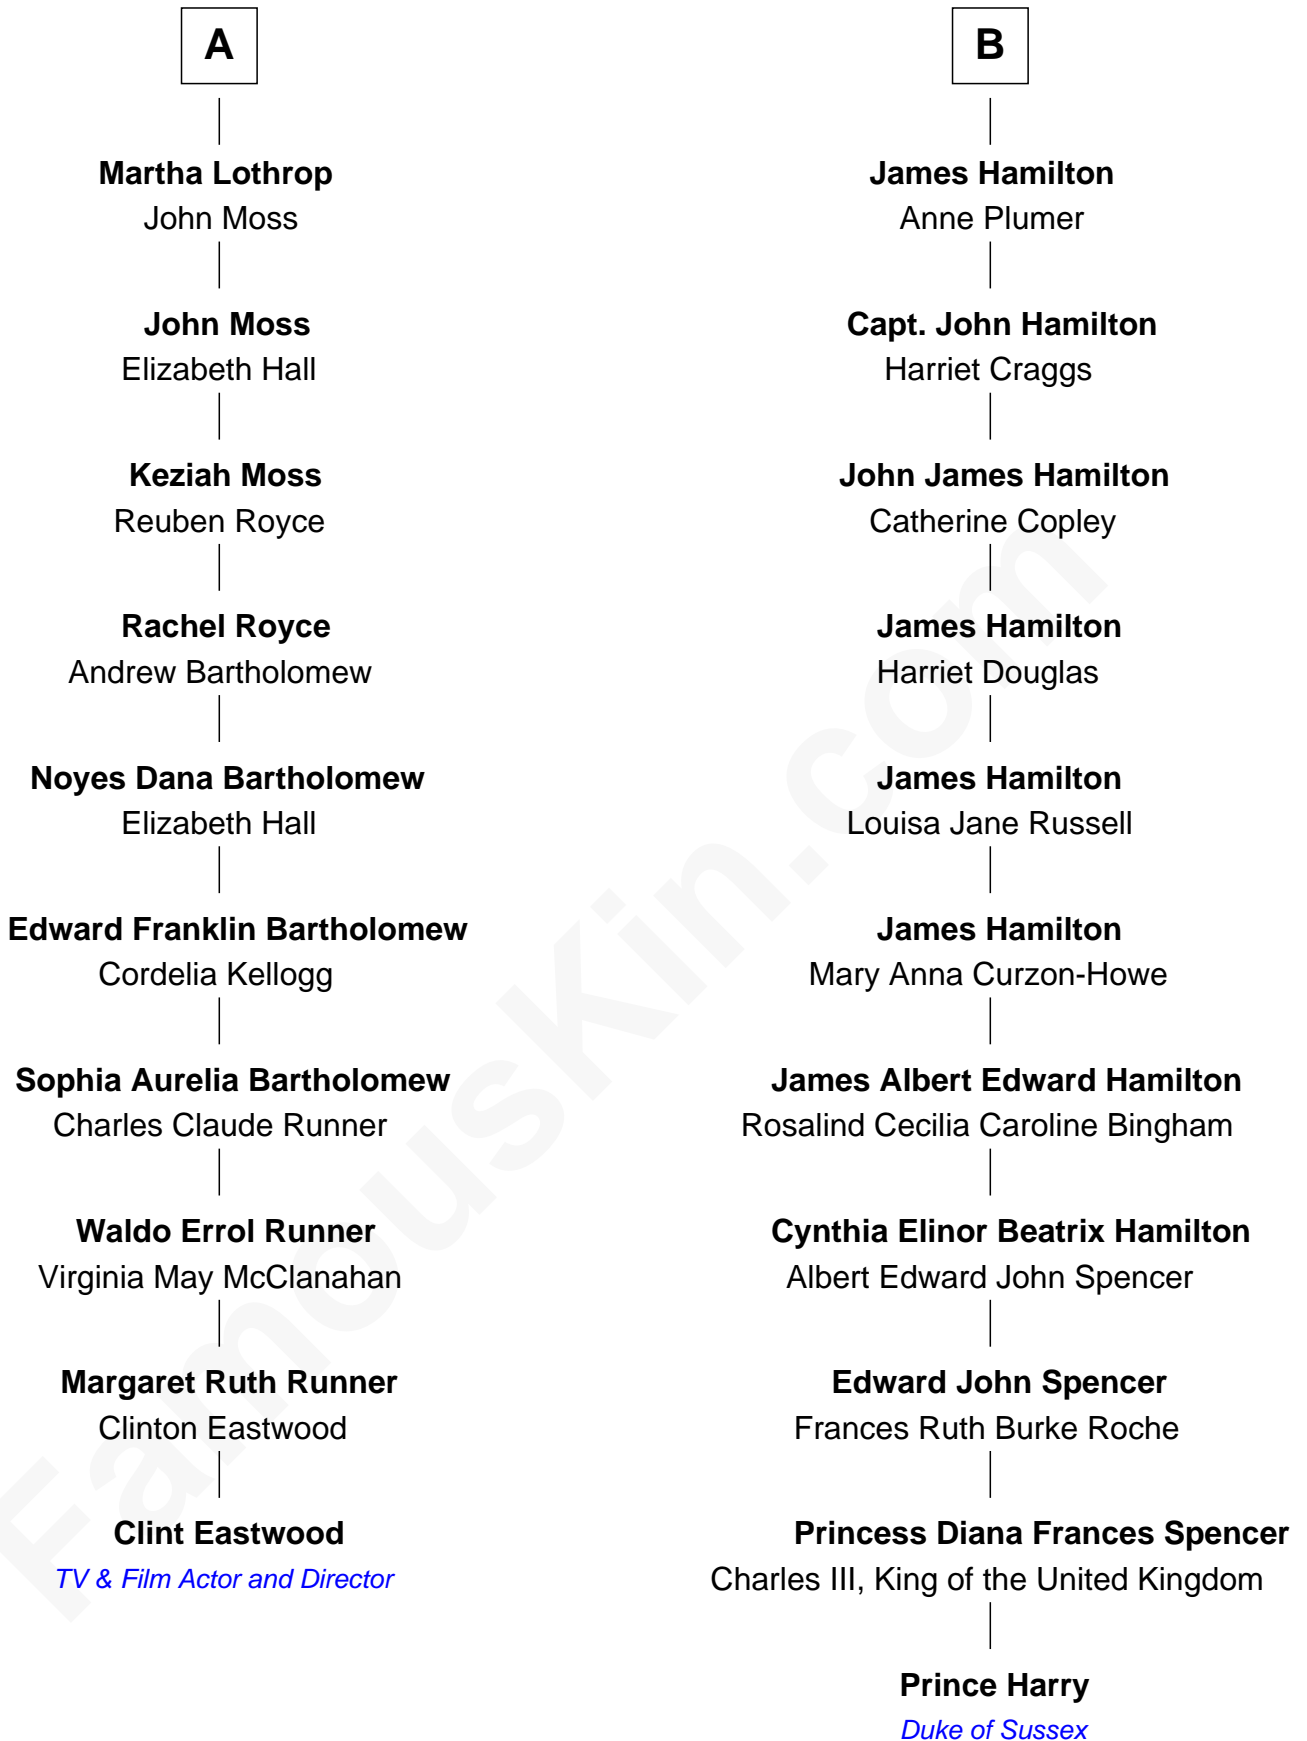 A
Martha Lothrop
John Moss
John Moss
Elizabeth Hall
Keziah Moss
Reuben Royce
Rachel Royce
Andrew Bartholomew
Noyes Dana Bartholomew
Elizabeth Hall
Edward Franklin Bartholomew
Cordelia Kellogg
Sophia Aurelia Bartholomew
Charles Claude Runner
Waldo Errol Runner
Virginia May McClanahan
Margaret Ruth Runner
Clinton Eastwood
Clint Eastwood
TV & Film Actor and Director
B
James Hamilton
Anne Plumer
Capt. John Hamilton
Harriet Craggs
John James Hamilton
Catherine Copley
James Hamilton
Harriet Douglas
James Hamilton
Louisa Jane Russell
James Hamilton
Mary Anna Curzon-Howe
James Albert Edward Hamilton
Rosalind Cecilia Caroline Bingham
Cynthia Elinor Beatrix Hamilton
Albert Edward John Spencer
Edward John Spencer
Frances Ruth Burke Roche
Princess Diana Frances Spencer
Charles III, King of the United Kingdom
Prince Harry
Duke of Sussex
FamousKin.com